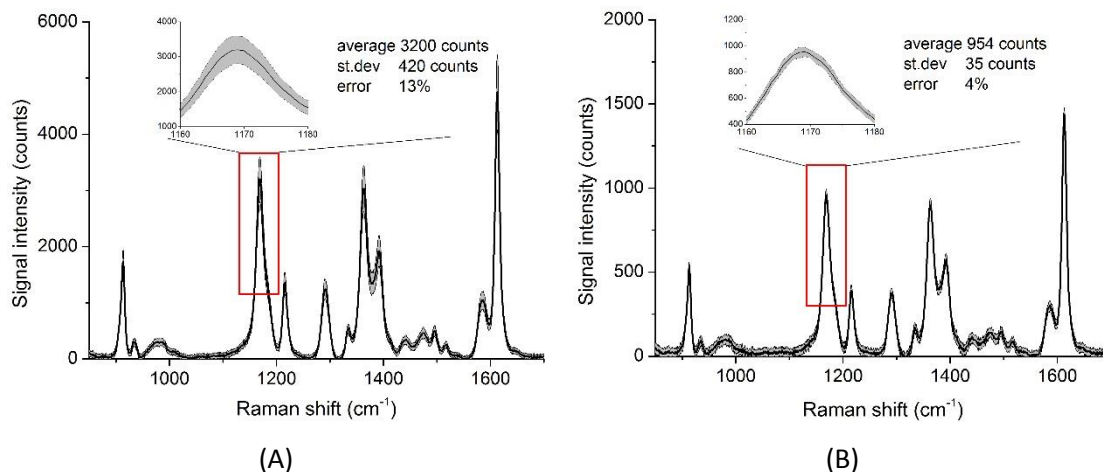 6000
4000
2000
0
Signal intensity (counts)
1000
1200
1400
1600
Raman shift (cm⁻¹)
4000
3000
2000
1000
1160
1170
1180
average 3200 counts
st.dev 420 counts
error 13%
(A)
2000
1500
1000
500
0
Signal intensity (counts)
1000
1200
1400
1600
Raman shift (cm⁻¹)
1200
1000
800
600
400
1160
1170
1180
average 954 counts
st.dev 35 counts
error 4%
(B)